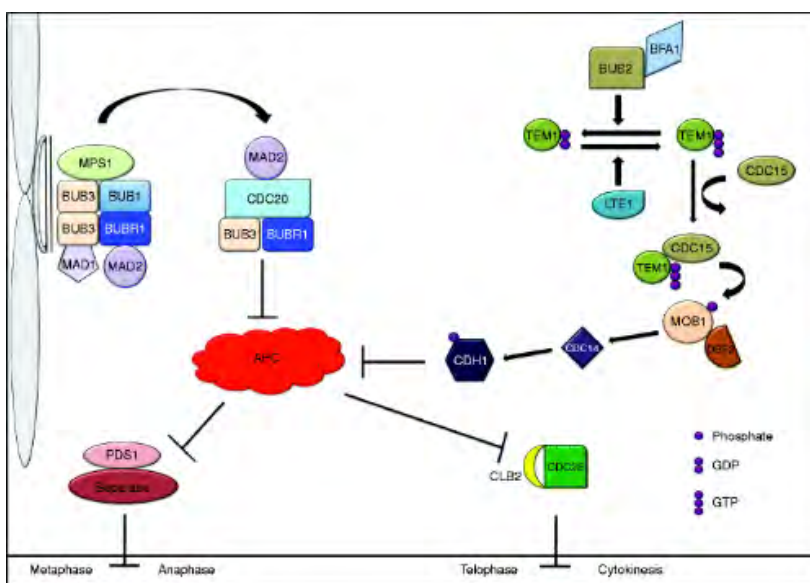 BFA1
BUB2
TEM1
TEM1
MPS1
MAD2
CDC15
BUB3
BUB1
CDC20
LTE1
BUB3
BUBR1
BUB3
BUBR1
CDC15
MAD1
MAD2
TEM1
MOB1
DBF2
CDC14
CDH1
APC
Phosphate
PDS1
GDP
Separase
CLB2
CDC28
GTP
Metaphase
Anaphase
Telophase
Cytokinesis